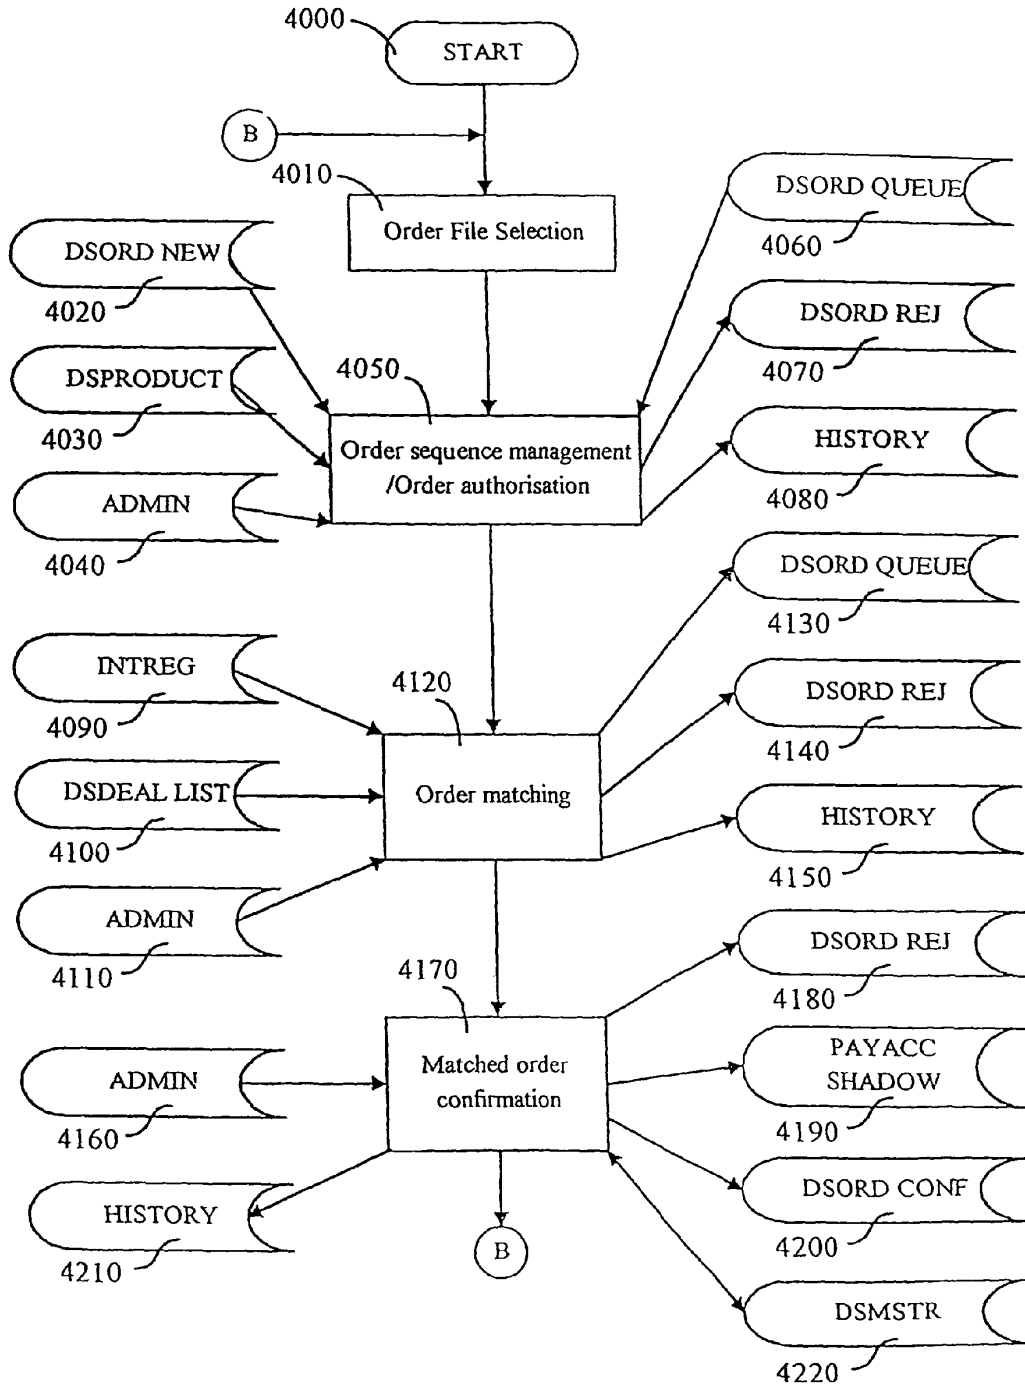 4000
START
B
4010
Order File Selection
DSORD QUEUE
4060
DSORD NEW
4020
DSORD REJ
4070
DSPRODUCT
4030
4050
Order sequence management
/Order authorisation
HISTORY
4080
ADMIN
4040
DSORD QUEUE
4130
INTREG
4090
4120
Order matching
DSORD REJ
4140
DSDEAL LIST
4100
HISTORY
4150
ADMIN
4110
DSORD REJ
4180
4170
Matched order
confirmation
ADMIN
4160
PAYACC
SHADOW
4190
DSORD CONF
4200
HISTORY
4210
B
DSMSTR
4220